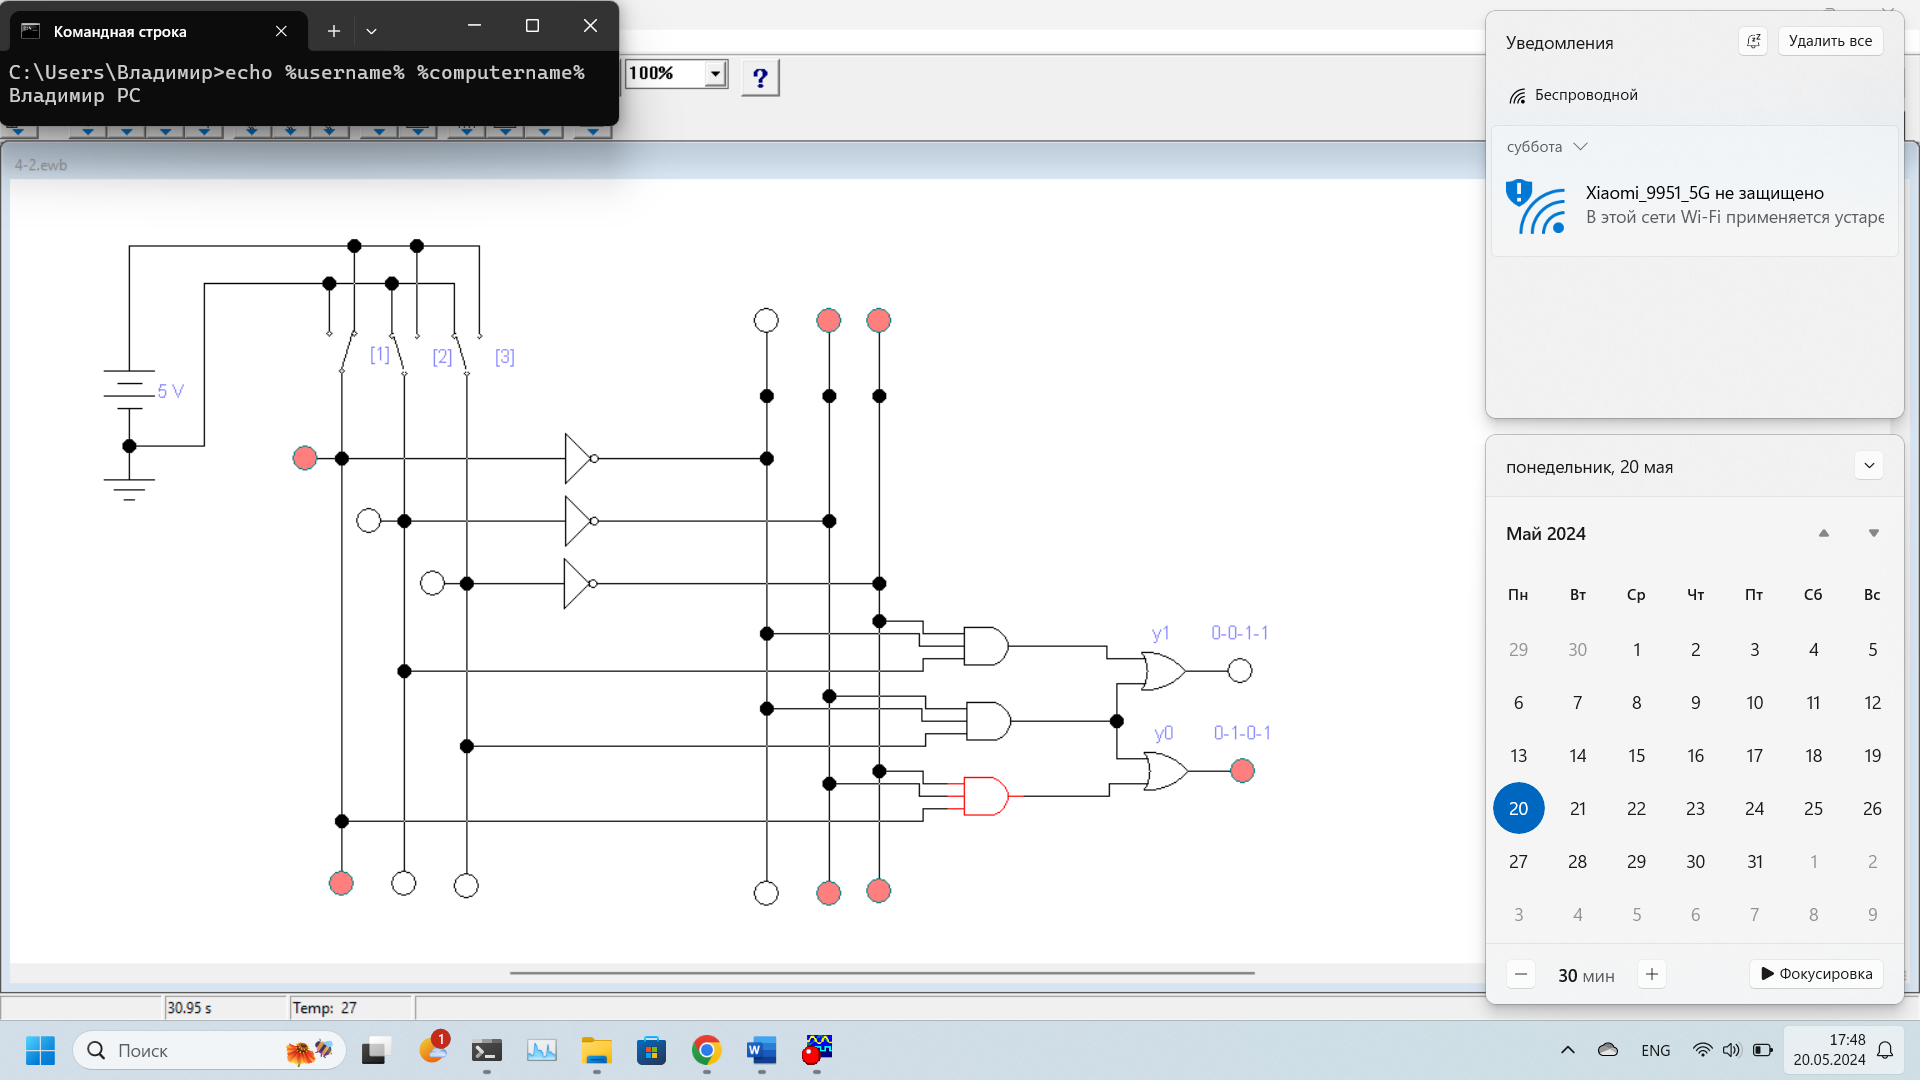 Командная строка
C:\Users\Владимир>echo %username% %computername%
Владимир PC
100%
?
4-2.ewb
[1]
[2]
[3]
5 V
y1
0-0-1-1
y0
0-1-0-1
30.95 s
Temp: 27
Уведомления
Удалить все
Беспроводной
суббота
Xiaomi_9951_5G не защищено
В этой сети Wi-Fi применяется устаре
понедельник, 20 мая
Май 2024
Пн Вт Ср Чт Пт Сб Вс
29 30 1 2 3 4 5
6 7 8 9 10 11 12
13 14 15 16 17 18 19
20 21 22 23 24 25 26
27 28 29 30 31 1 2
3 4 5 6 7 8 9
30 мин
Фокусировка
Поиск
1
W
ENG
17:48
20.05.2024